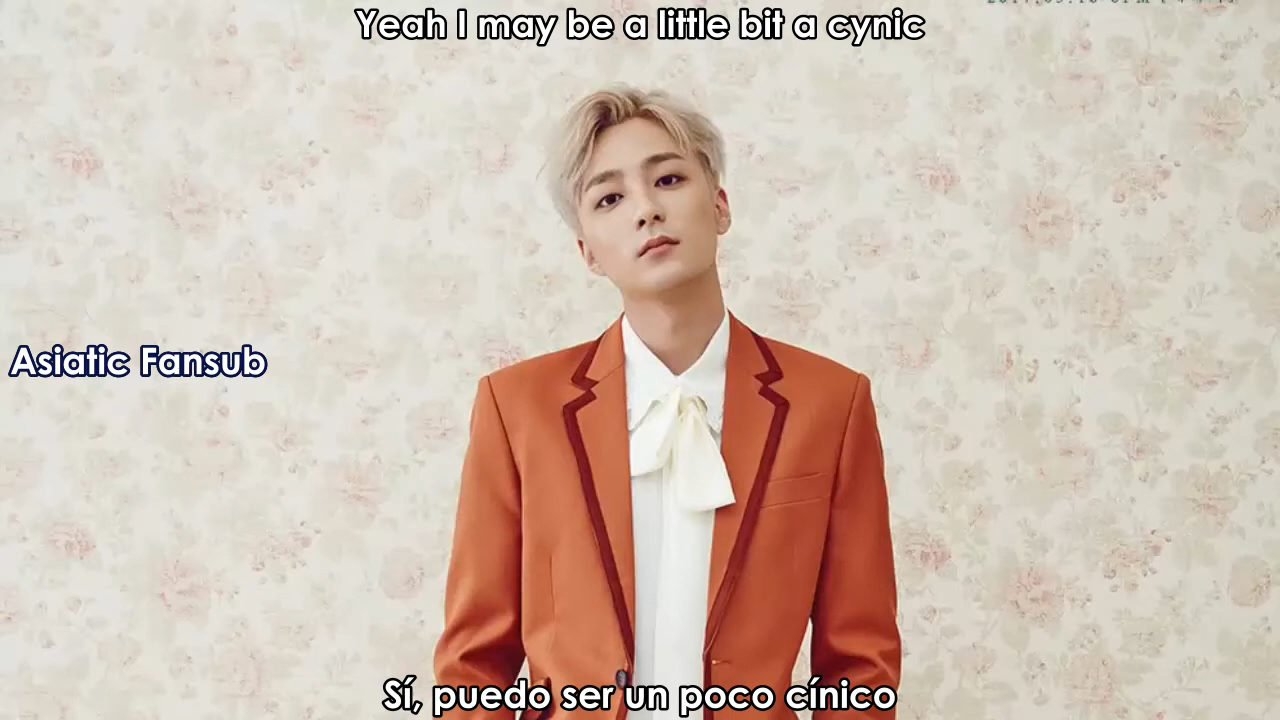 Yeah I may be a little bit a cynic
Asiatic Fansub
Sí, puedo ser un poco cínico